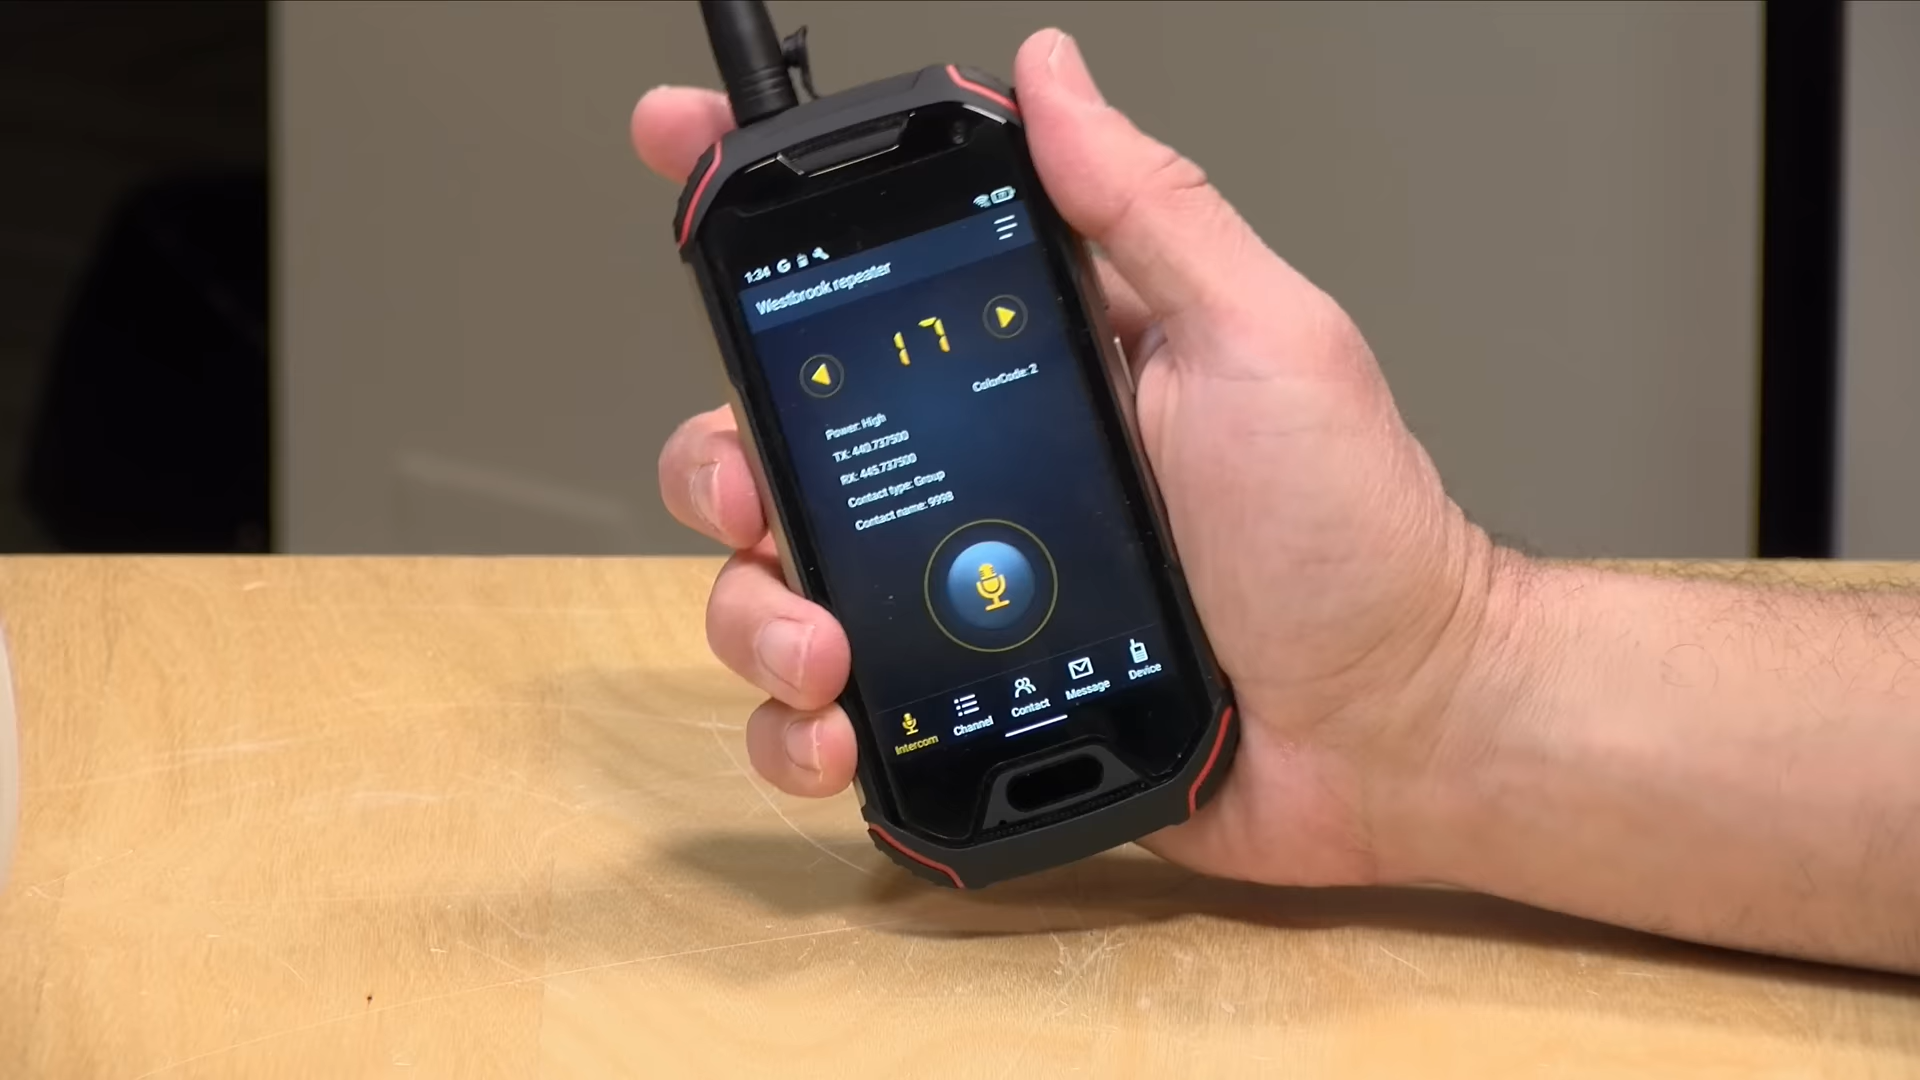 1:34 G
Westbrook repeater
17
ColorCode: 2
Power: High
TX: 440.737500
RX: 445.737500
Contact type: Group
Contact name: 9998
Intercom
Channel
Contact
Message
Device